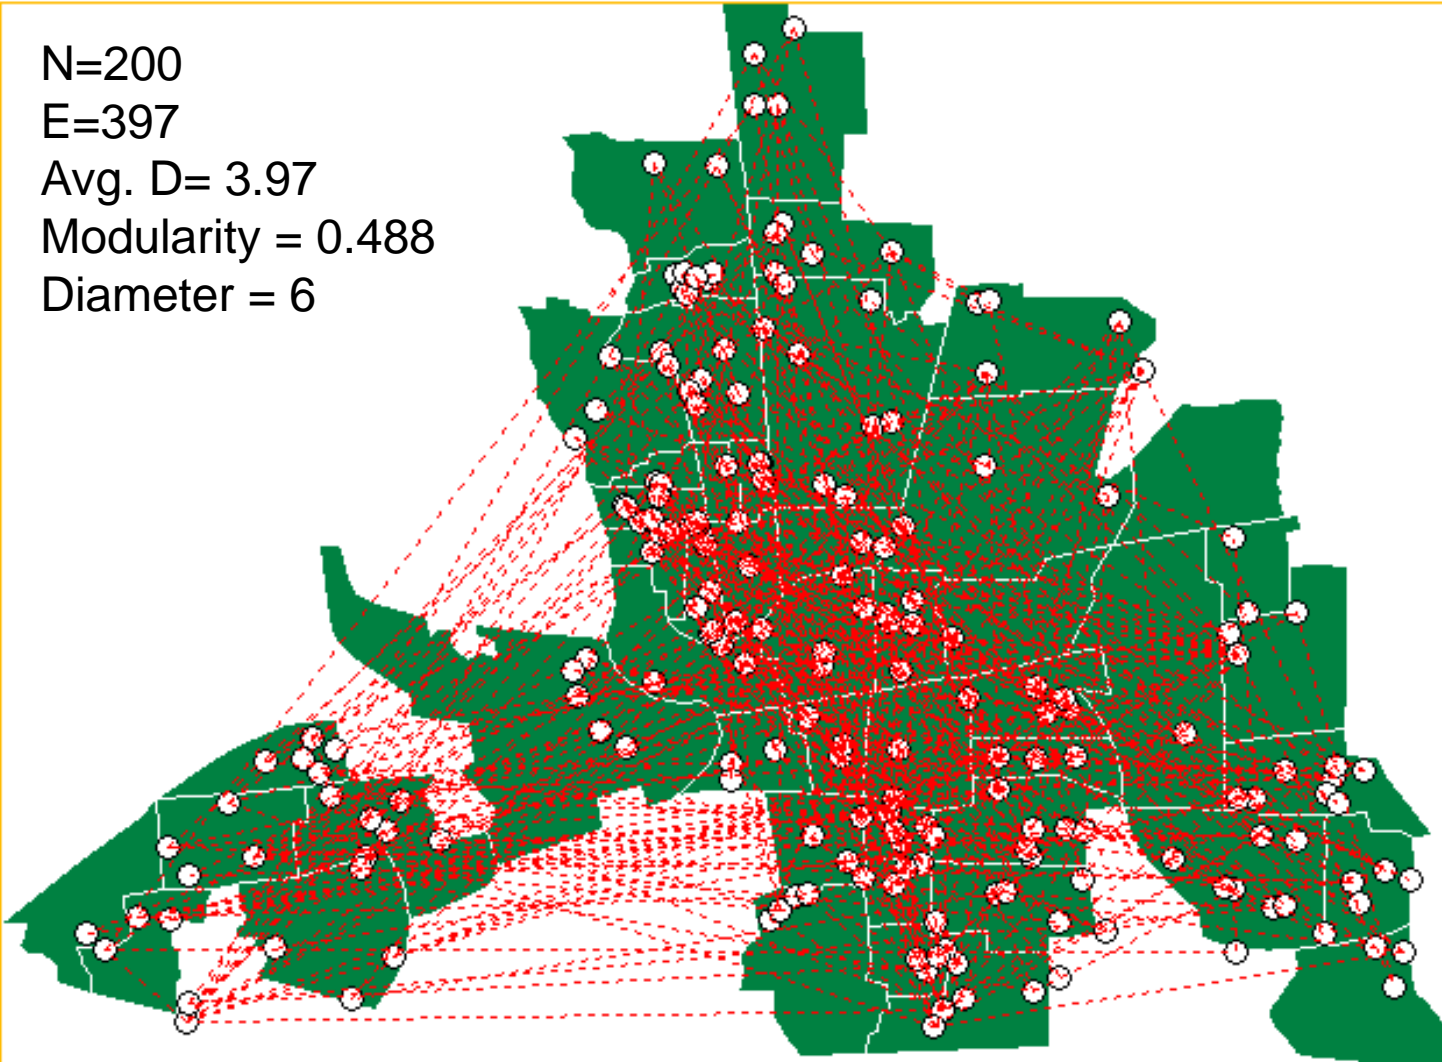 N=200
E=397
Avg. D= 3.97
Modularity = 0.488
Diameter = 6